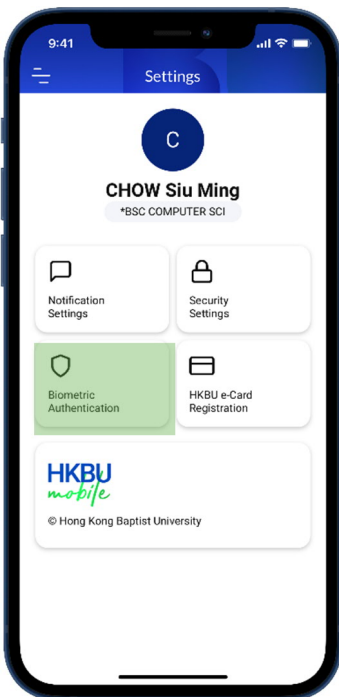 9:41
Settings
C
CHOW Siu Ming
*BSC COMPUTER SCI
Notification
Settings
Security
Settings
Biometric
Authentication
HKBU e-Card
Registration
HKBU
mobile
© Hong Kong Baptist University